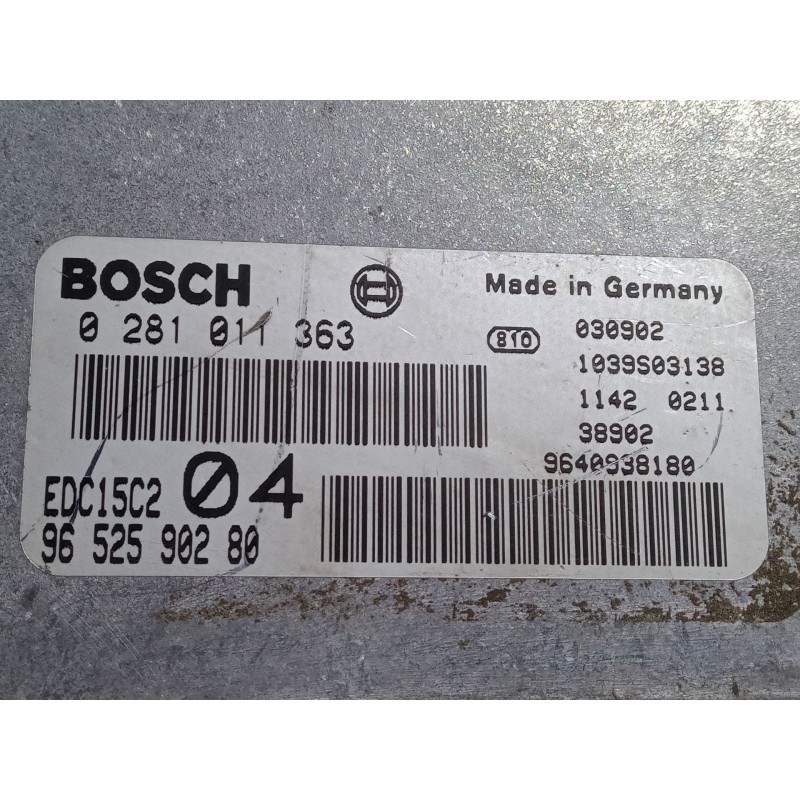 BOSCH
Made in Germany
0 281 011 363
810
030902
1039S03138
1142 0211
38902
9640938180
EDC15C2 04
96 525 902 80